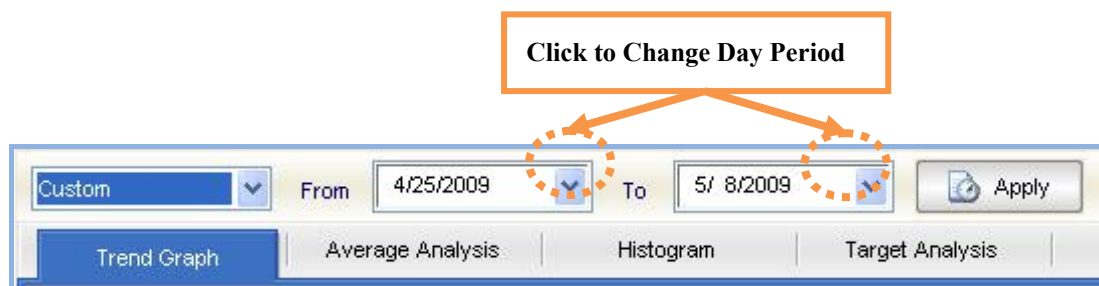 Click to Change Day Period
Custom From 4/25/2009 To 5/ 8/2009 Apply
Trend Graph Average Analysis Histogram Target Analysis